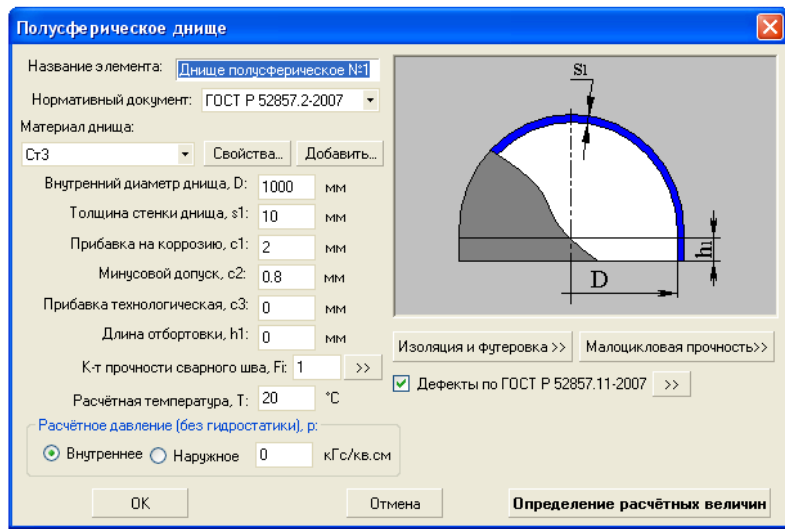 Полусферическое днище
Название элемента: Днище полусферическое №1
Нормативный документ: ГОСТ Р 52857.2-2007
Материал днища:
Ст3 Свойства... Добавить...
Внутренний диаметр днища, D: 1000 мм
Толщина стенки днища, s1: 10 мм
Прибавка на коррозию, c1: 2 мм
Минусовой допуск, c2: 0.8 мм
Прибавка технологическая, c3: 0 мм
Длина отбортовки, h1: 0 мм
К-т прочности сварного шва, Fi: 1 >>
Расчётная температура, T: 20 °C
Расчётное давление (без гидростатики), p:
Внутреннее Наружное 0 кГс/кв.см
s1
h1
D
Изоляция и футеровка >> Малоцикловая прочность>>
Дефекты по ГОСТ Р 52857.11-2007 >>
OK Отмена Определение расчётных величин